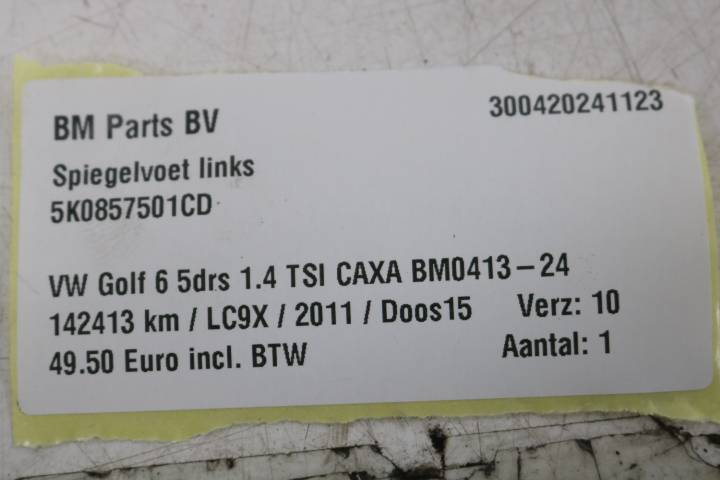 BM Parts BV 300420241123
Spiegelvoet links
5K0857501CD
VW Golf 6 5drs 1.4 TSI CAXA BM0413-24
142413 km / LC9X / 2011 / Doos15 Verz: 10
49.50 Euro incl. BTW Aantal: 1